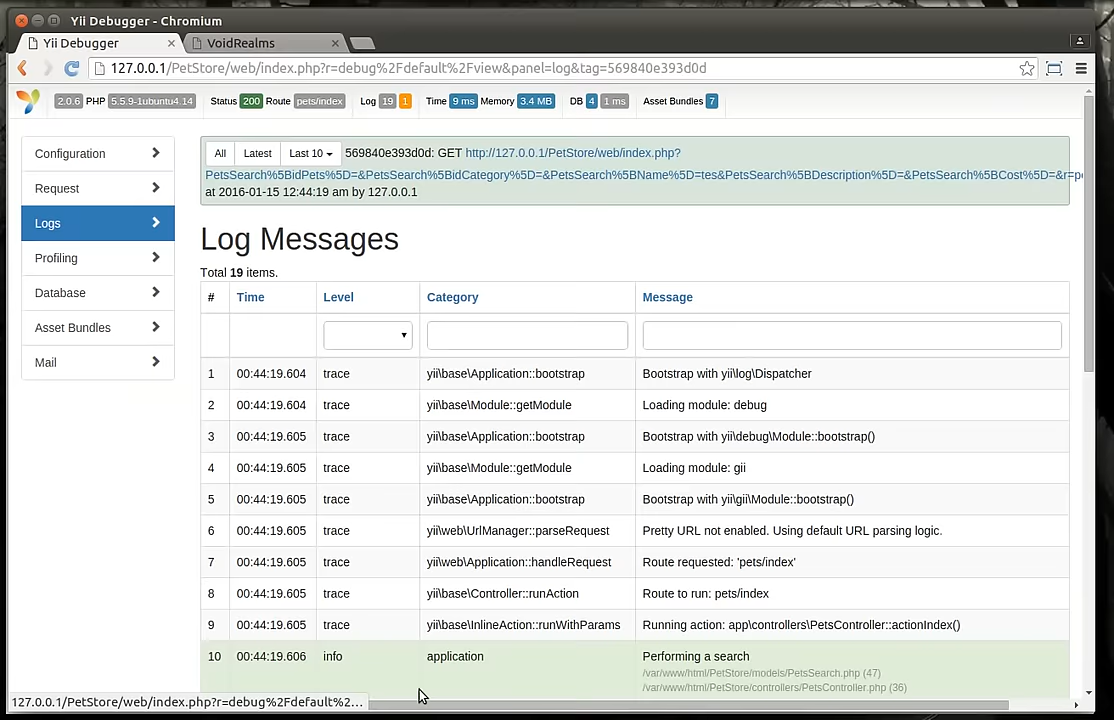 Yii Debugger - Chromium
Yii Debugger
VoidRealms
127.0.0.1/PetStore/web/index.php?r=debug%2Fdefault%2Fview&panel=log&tag=569840e393d0d
2.0.6 PHP 5.5.9-1ubuntu4.14 Status 200 Route pets/index Log 19 1 Time 9 ms Memory 3.4 MB DB 4 1 ms Asset Bundles 7
Configuration
Request
Logs
Profiling
Database
Asset Bundles
Mail
All Latest Last 10 569840e393d0d: GET http://127.0.0.1/PetStore/web/index.php?
PetsSearch%5BidPets%5D=&PetsSearch%5BidCategory%5D=&PetsSearch%5BName%5D=tes&PetsSearch%5BDescription%5D=&PetsSearch%5BCost%5D=&r=pe
at 2016-01-15 12:44:19 am by 127.0.0.1
Log Messages
Total 19 items.
# Time Level Category Message
1 00:44:19.604 trace yii\base\Application::bootstrap Bootstrap with yii\log\Dispatcher
2 00:44:19.604 trace yii\base\Module::getModule Loading module: debug
3 00:44:19.605 trace yii\base\Application::bootstrap Bootstrap with yii\debug\Module::bootstrap()
4 00:44:19.605 trace yii\base\Module::getModule Loading module: gii
5 00:44:19.605 trace yii\base\Application::bootstrap Bootstrap with yii\gii\Module::bootstrap()
6 00:44:19.605 trace yii\web\UrlManager::parseRequest Pretty URL not enabled. Using default URL parsing logic.
7 00:44:19.605 trace yii\web\Application::handleRequest Route requested: 'pets/index'
8 00:44:19.605 trace yii\base\Controller::runAction Route to run: pets/index
9 00:44:19.605 trace yii\base\InlineAction::runWithParams Running action: app\controllers\PetsController::actionIndex()
10 00:44:19.606 info application Performing a search
/var/www/html/PetStore/models/PetsSearch.php (47)
/var/www/html/PetStore/controllers/PetsController.php (36)
127.0.0.1/PetStore/web/index.php?r=debug%2Fdefault%2...